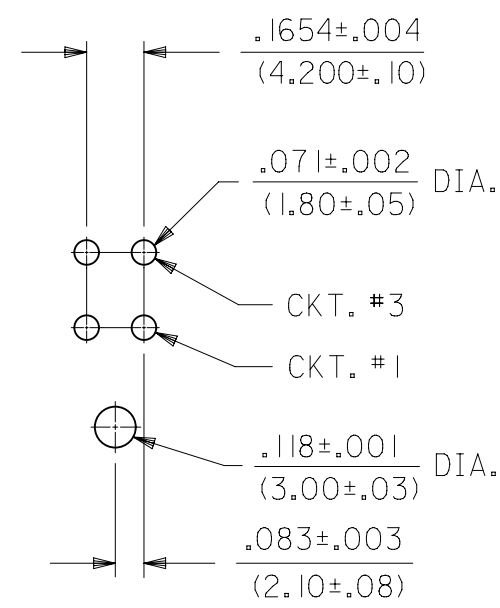 .1654±.004
(4.200±.10)
.071±.002
(1.80±.05) DIA.
CKT. #3
CKT. #1
.118±.001
(3.00±.03) DIA.
.083±.003
(2.10±.08)